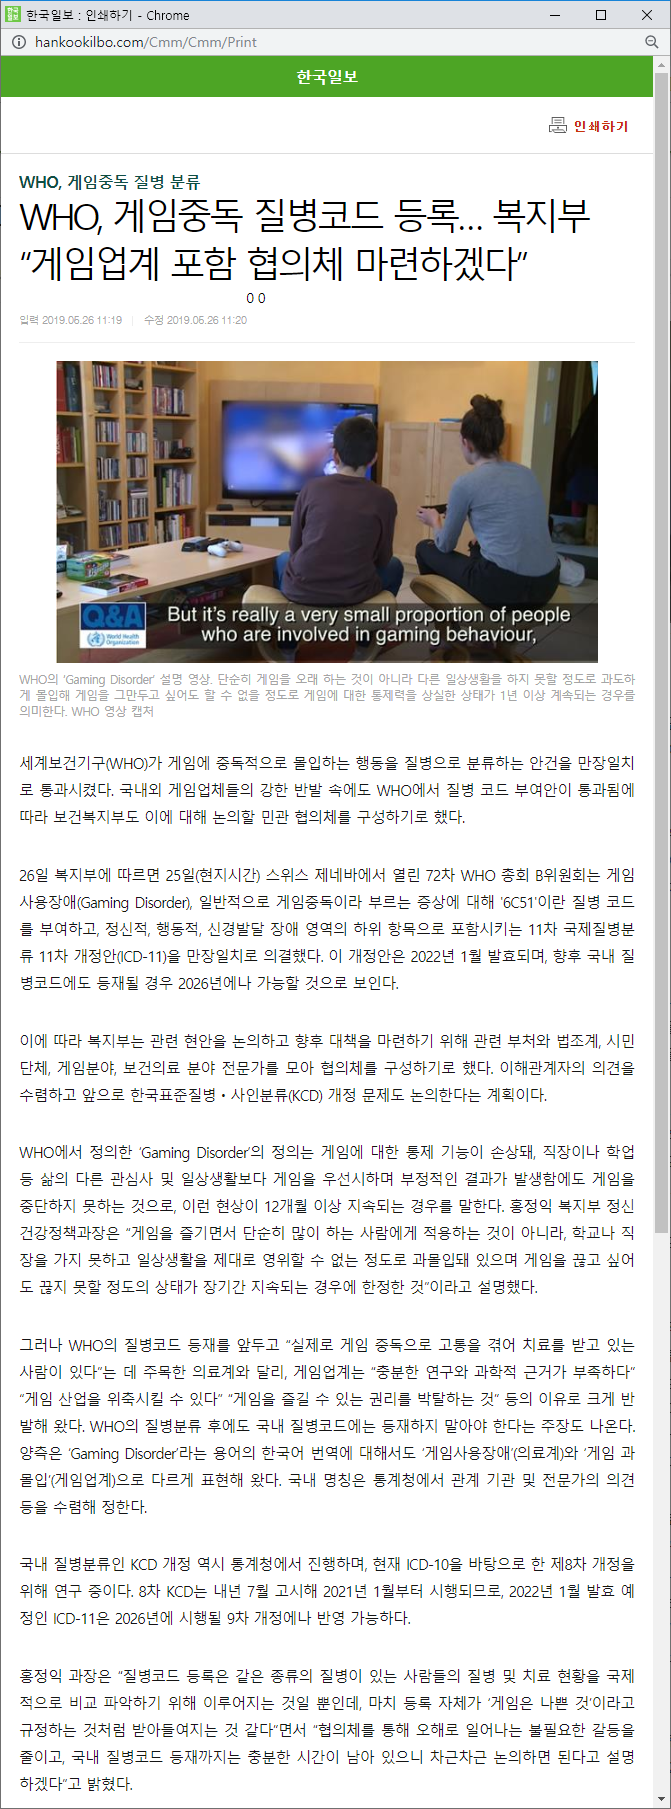 한국일보 : 인쇄하기 - Chrome
hankookilbo.com/Cmm/Cmm/Print
한국일보
인쇄하기
WHO, 게임중독 질병 분류
WHO, 게임중독 질병코드 등록… 복지부
“게임업계 포함 협의체 마련하겠다”
0 0
입력 2019.05.26 11:19 수정 2019.05.26 11:20
Q&A
World Health
Organization
But it's really a very small proportion of people
who are involved in gaming behaviour,
WHO의 ‘Gaming Disorder’ 설명 영상. 단순히 게임을 오래 하는 것이 아니라 다른 일상생활을 하지 못할 정도로 과도하
게 몰입해 게임을 그만두고 싶어도 할 수 없을 정도로 게임에 대한 통제력을 상실한 상태가 1년 이상 계속되는 경우를
의미한다. WHO 영상 캡처
세계보건기구(WHO)가 게임에 중독적으로 몰입하는 행동을 질병으로 분류하는 안건을 만장일치
로 통과시켰다. 국내외 게임업체들의 강한 반발 속에도 WHO에서 질병 코드 부여안이 통과됨에
따라 보건복지부도 이에 대해 논의할 민관 협의체를 구성하기로 했다.
26일 복지부에 따르면 25일(현지시간) 스위스 제네바에서 열린 72차 WHO 총회 B위원회는 게임
사용장애(Gaming Disorder), 일반적으로 게임중독이라 부르는 증상에 대해 ‘6C51’이란 질병 코드
를 부여하고, 정신적, 행동적, 신경발달 장애 영역의 하위 항목으로 포함시키는 11차 국제질병분
류 11차 개정안(ICD-11)을 만장일치로 의결했다. 이 개정안은 2022년 1월 발효되며, 향후 국내 질
병코드에도 등재될 경우 2026년에나 가능할 것으로 보인다.
이에 따라 복지부는 관련 현안을 논의하고 향후 대책을 마련하기 위해 관련 부처와 법조계, 시민
단체, 게임분야, 보건의료 분야 전문가를 모아 협의체를 구성하기로 했다. 이해관계자의 의견을
수렴하고 앞으로 한국표준질병・사인분류(KCD) 개정 문제도 논의한다는 계획이다.
WHO에서 정의한 ‘Gaming Disorder’의 정의는 게임에 대한 통제 기능이 손상돼, 직장이나 학업
등 삶의 다른 관심사 및 일상생활보다 게임을 우선시하며 부정적인 결과가 발생함에도 게임을
중단하지 못하는 것으로, 이런 현상이 12개월 이상 지속되는 경우를 말한다. 홍정익 복지부 정신
건강정책과장은 “게임을 즐기면서 단순히 많이 하는 사람에게 적용하는 것이 아니라, 학교나 직
장을 가지 못하고 일상생활을 제대로 영위할 수 없는 정도로 과몰입돼 있으며 게임을 끊고 싶어
도 끊지 못할 정도의 상태가 장기간 지속되는 경우에 한정한 것”이라고 설명했다.
그러나 WHO의 질병코드 등재를 앞두고 “실제로 게임 중독으로 고통을 겪어 치료를 받고 있는
사람이 있다”는 데 주목한 의료계와 달리, 게임업계는 “충분한 연구와 과학적 근거가 부족하다”
“게임 산업을 위축시킬 수 있다” “게임을 즐길 수 있는 권리를 박탈하는 것” 등의 이유로 크게 반
발해 왔다. WHO의 질병분류 후에도 국내 질병코드에는 등재하지 말아야 한다는 주장도 나온다.
양측은 ‘Gaming Disorder’라는 용어의 한국어 번역에 대해서도 ‘게임사용장애’(의료계)와 ‘게임 과
몰입’(게임업계)으로 다르게 표현해 왔다. 국내 명칭은 통계청에서 관계 기관 및 전문가의 의견
등을 수렴해 정한다.
국내 질병분류인 KCD 개정 역시 통계청에서 진행하며, 현재 ICD-10을 바탕으로 한 제8차 개정을
위해 연구 중이다. 8차 KCD는 내년 7월 고시해 2021년 1월부터 시행되므로, 2022년 1월 발효 예
정인 ICD-11은 2026년에 시행될 9차 개정에나 반영 가능하다.
홍정익 과장은 “질병코드 등록은 같은 종류의 질병이 있는 사람들의 질병 및 치료 현황을 국제
적으로 비교 파악하기 위해 이루어지는 것일 뿐인데, 마치 등록 자체가 ‘게임은 나쁜 것’이라고
규정하는 것처럼 받아들여지는 것 같다”면서 “협의체를 통해 오해로 일어나는 불필요한 갈등을
줄이고, 국내 질병코드 등재까지는 충분한 시간이 남아 있으니 차근차근 논의하면 된다고 설명
하겠다”고 밝혔다.